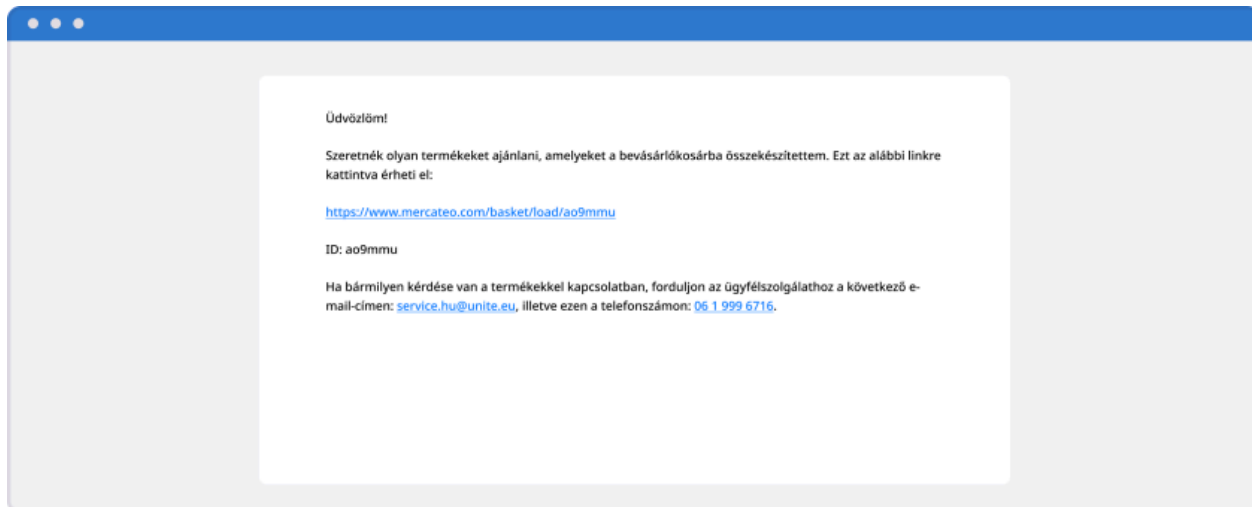 Üdvözlöm!
Szeretnék olyan termékeket ajánlani, amelyeket a bevásárlókosárba összekészítettem. Ezt az alábbi linkre
kattintva érheti el:
https://www.mercateo.com/basket/load/ao9mmu
ID: ao9mmu
Ha bármilyen kérdése van a termékekkel kapcsolatban, forduljon az ügyfélszolgálathoz a következő e-
mail-címen: service.hu@unite.eu, illetve ezen a telefonszámon: 06 1 999 6716.